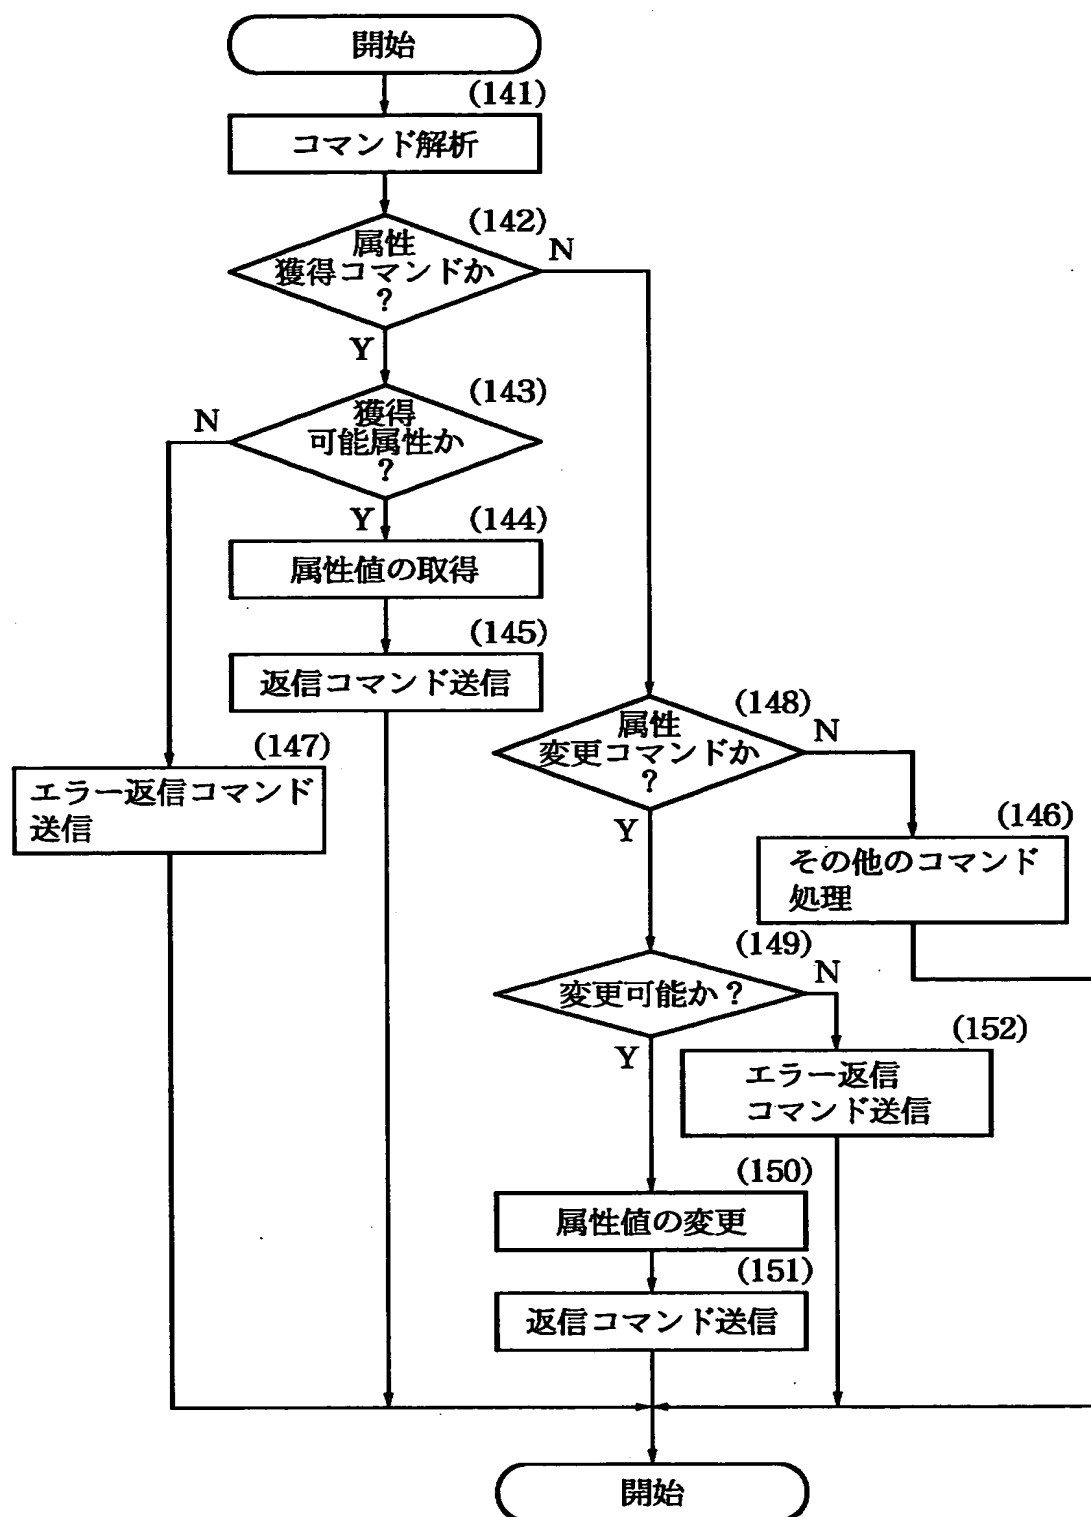 開始
(141)
コマンド解析
(142)
属性
獲得コマンドか
?
N
Y
(143)
獲得
可能属性か
?
N
Y
(144)
属性値の取得
(145)
返信コマンド送信
(147)
エラー返信コマンド
送信
(148)
属性
変更コマンドか
?
N
Y
(146)
その他のコマンド
処理
(149)
変更可能か?
N
Y
(152)
エラー返信
コマンド送信
(150)
属性値の変更
(151)
返信コマンド送信
開始